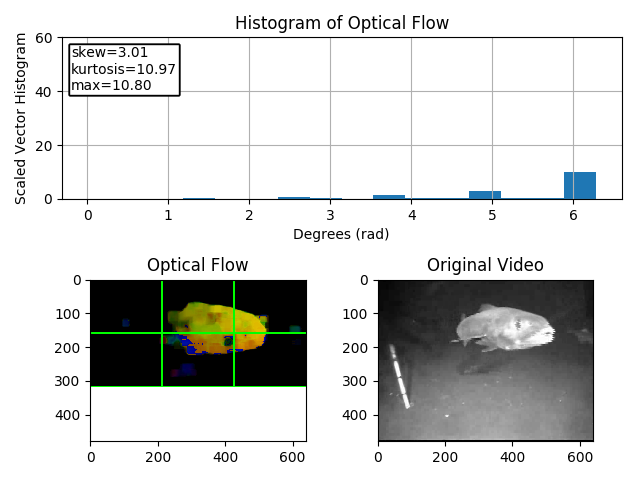 Histogram of Optical Flow
Scaled Vector Histogram
60
40
20
0
skew=3.01
kurtosis=10.97
max=10.80
0 1 2 3 4 5 6
Degrees (rad)
Optical Flow
0
100
200
300
400
0 200 400 600
Original Video
0
100
200
300
400
0 200 400 600